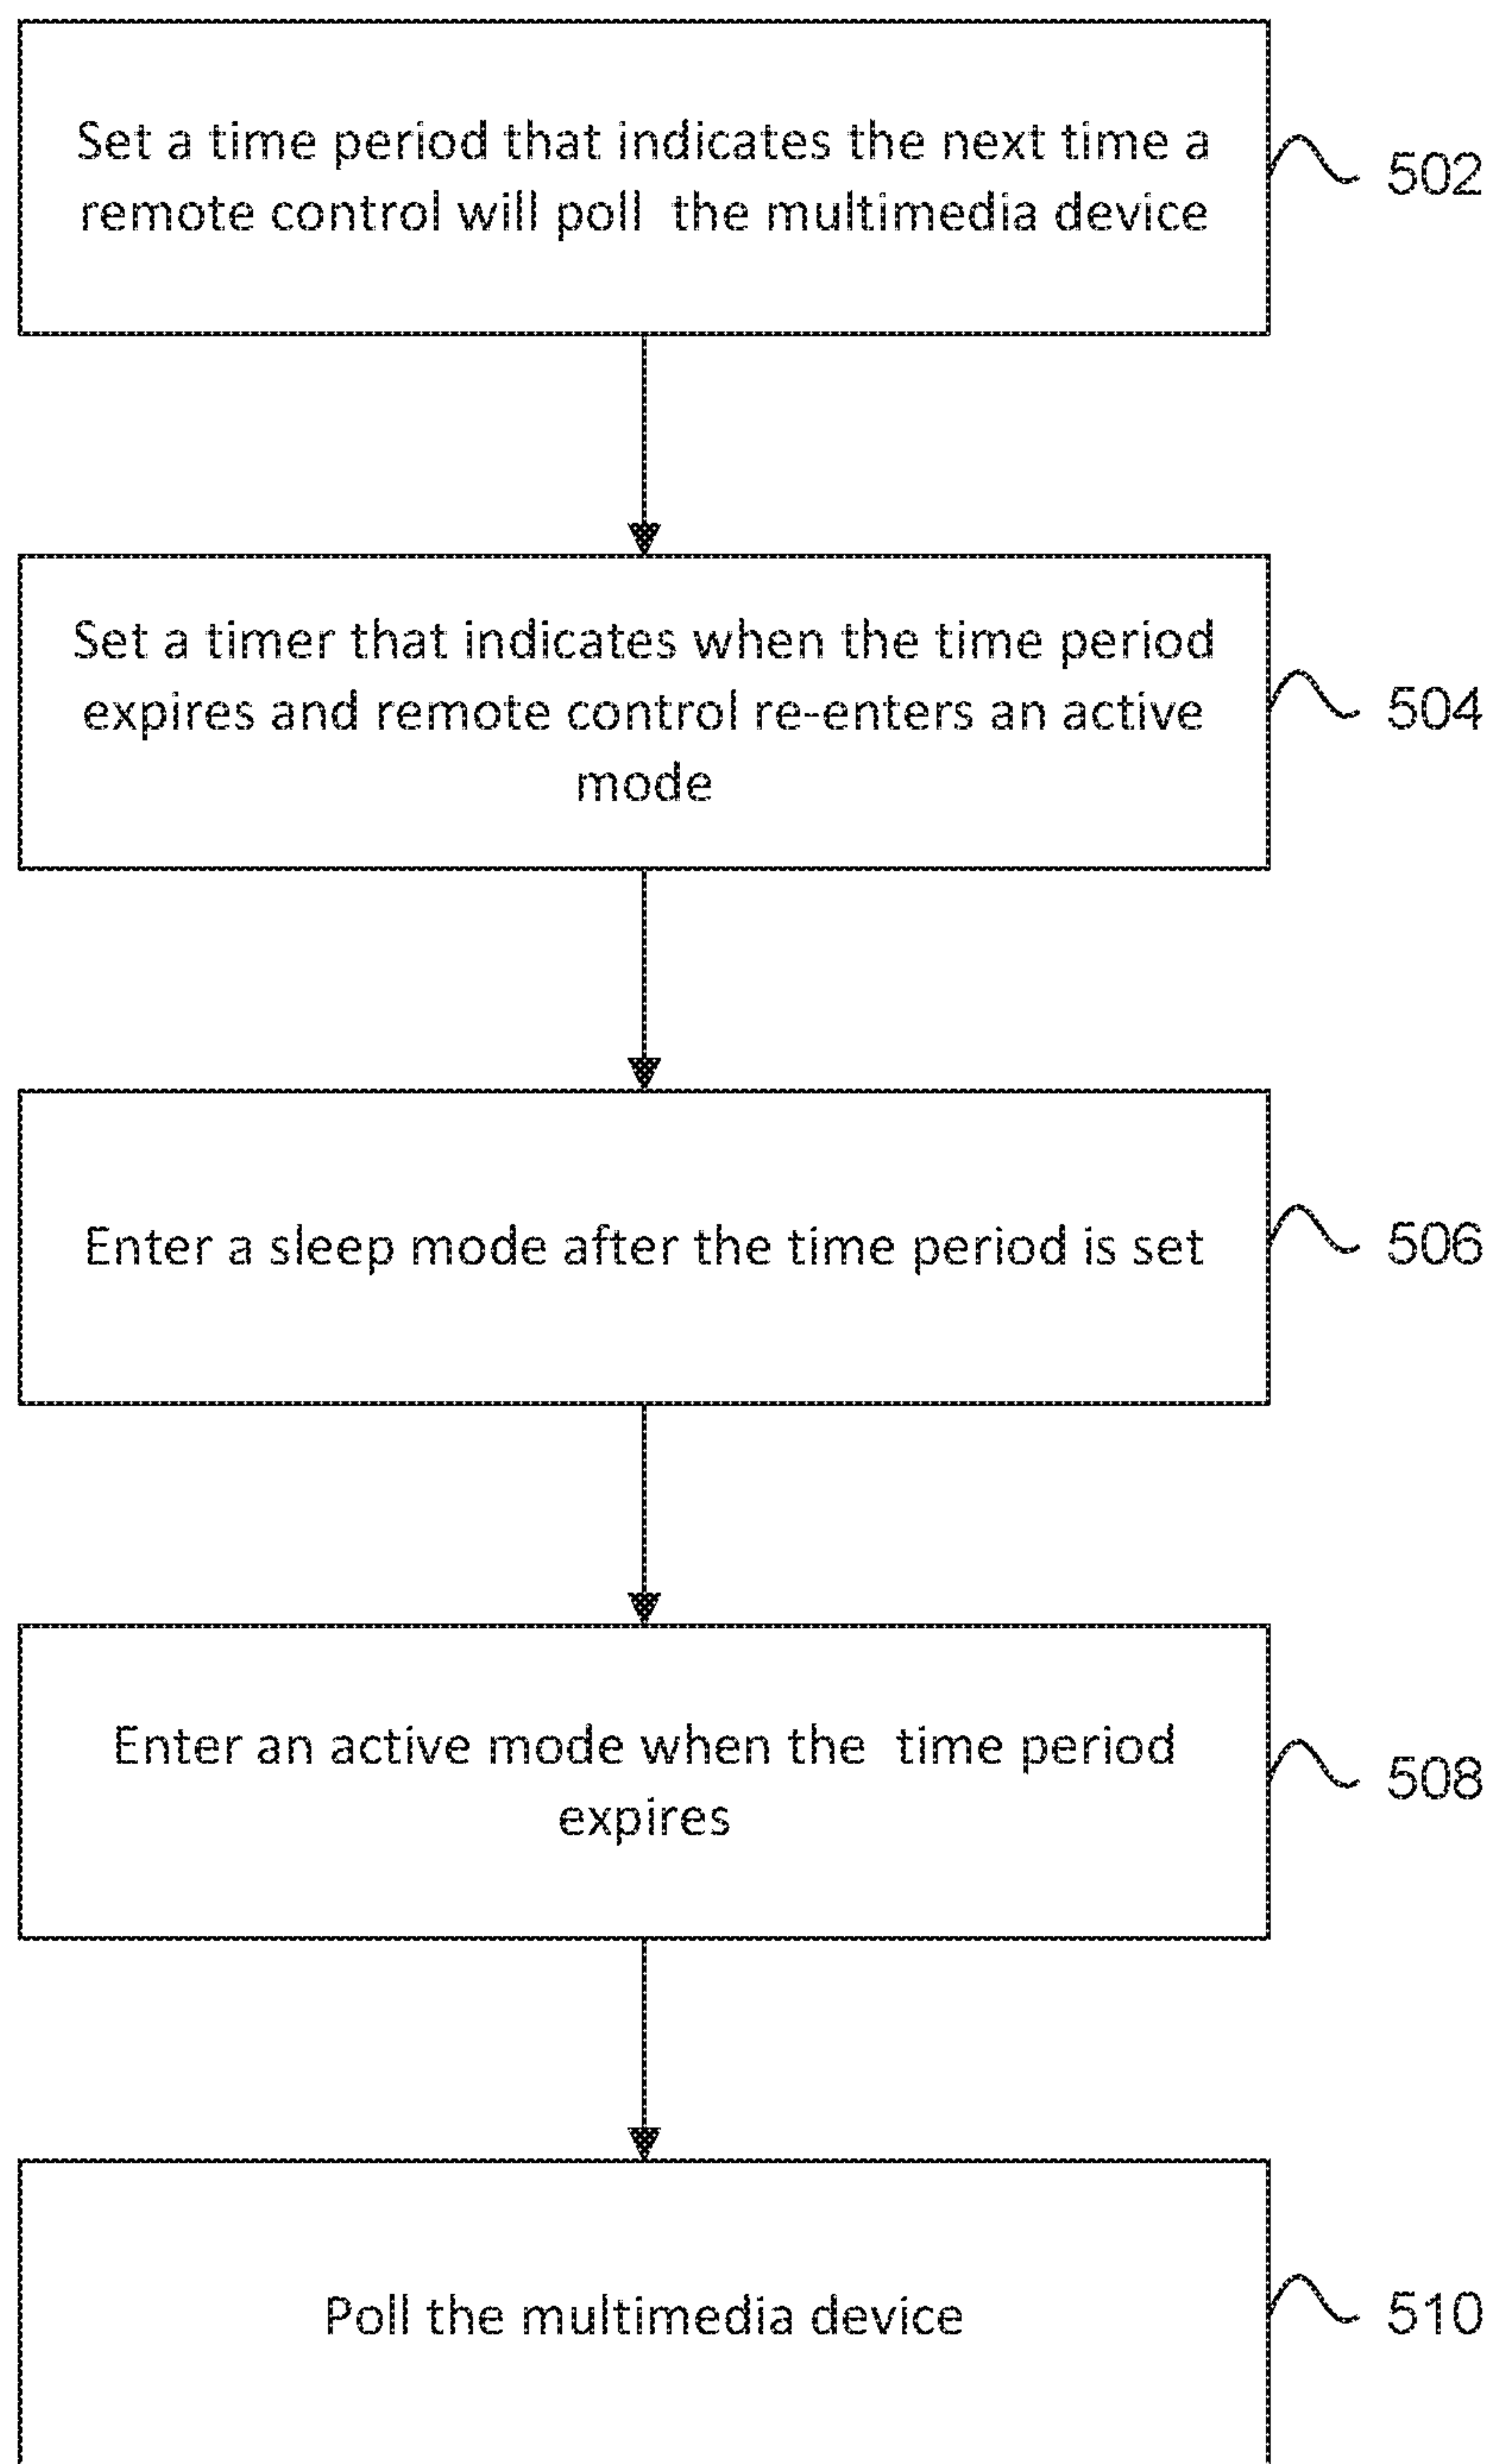 Set a time period that indicates the next time a
remote control will poll  the multimedia device
502
Set a timer that indicates when the time period
expires and remote control re-enters an active
mode
504
Enter a sleep mode after the time period is set
506
Enter an active mode when the  time period
expires
508
Poll the multimedia device
510